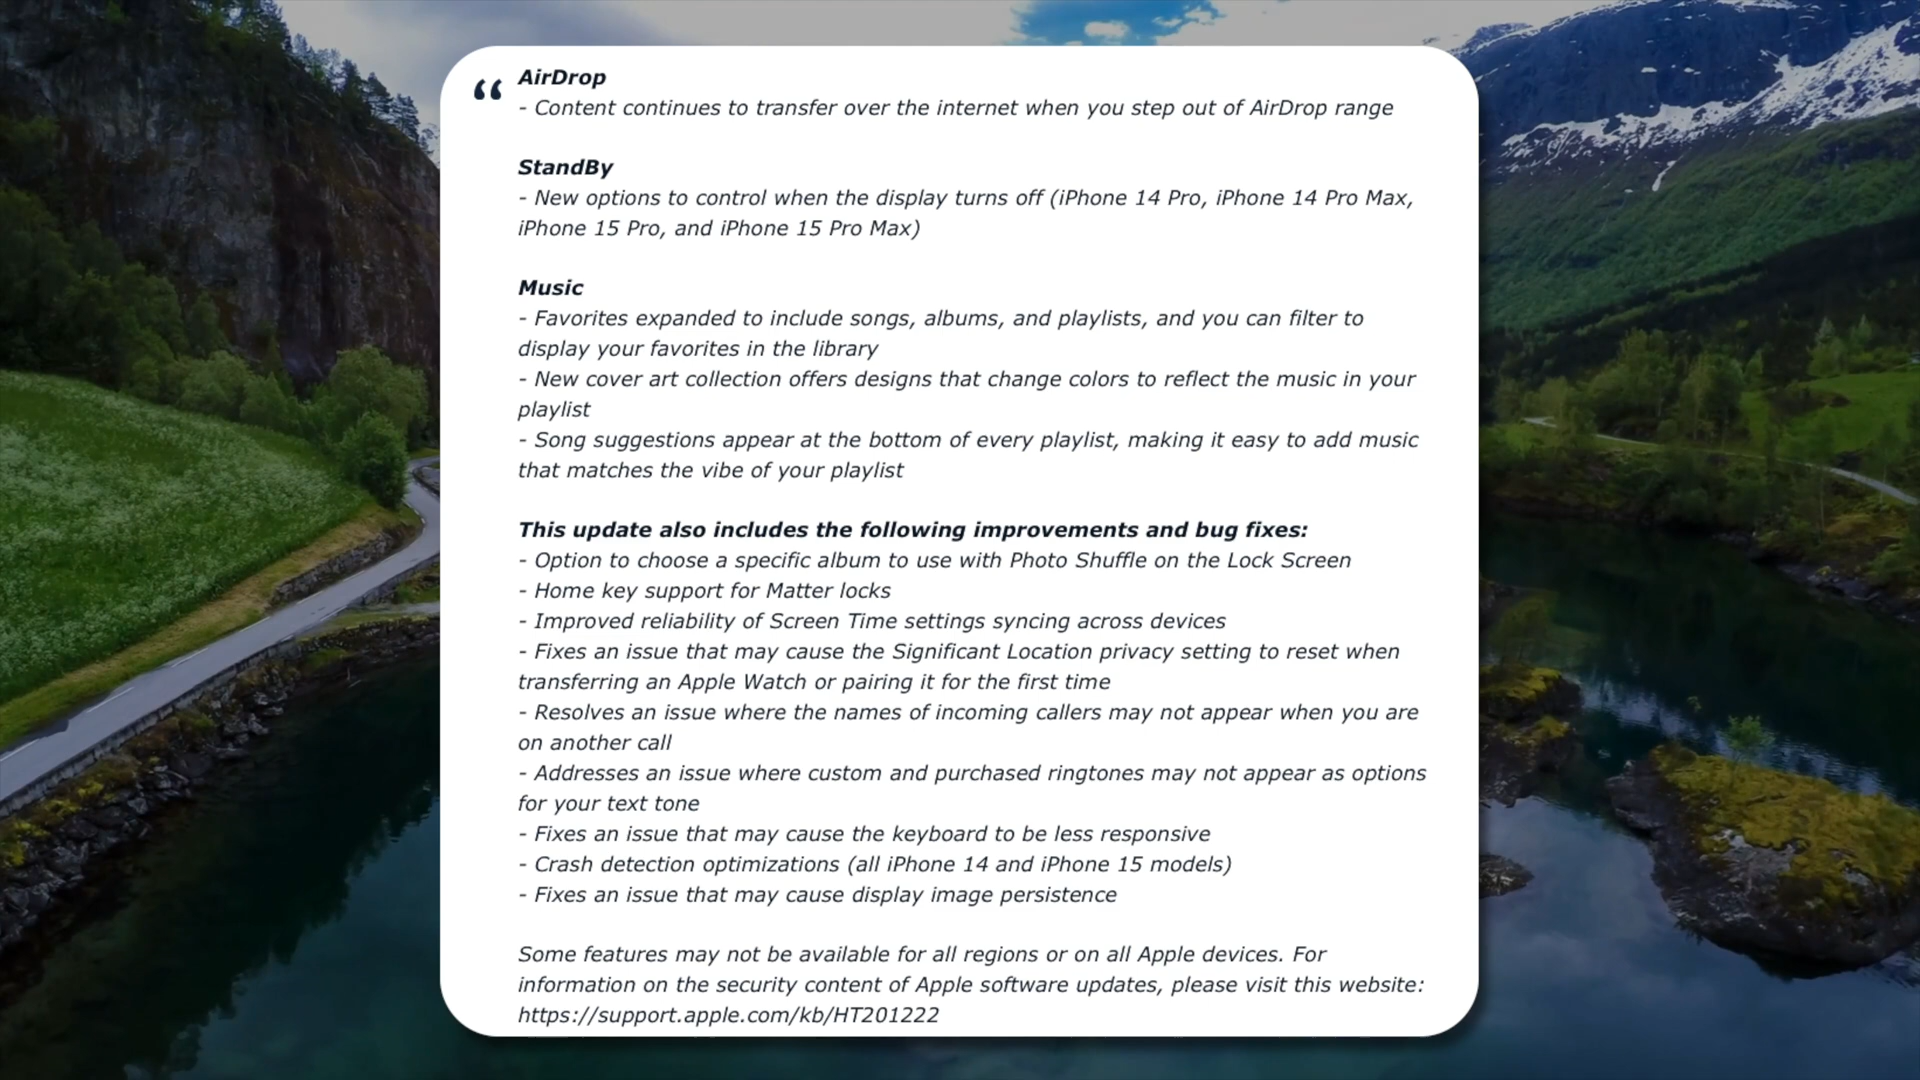 “ AirDrop
- Content continues to transfer over the internet when you step out of AirDrop range
StandBy
- New options to control when the display turns off (iPhone 14 Pro, iPhone 14 Pro Max,
iPhone 15 Pro, and iPhone 15 Pro Max)
Music
- Favorites expanded to include songs, albums, and playlists, and you can filter to
display your favorites in the library
- New cover art collection offers designs that change colors to reflect the music in your
playlist
- Song suggestions appear at the bottom of every playlist, making it easy to add music
that matches the vibe of your playlist
This update also includes the following improvements and bug fixes:
- Option to choose a specific album to use with Photo Shuffle on the Lock Screen
- Home key support for Matter locks
- Improved reliability of Screen Time settings syncing across devices
- Fixes an issue that may cause the Significant Location privacy setting to reset when
transferring an Apple Watch or pairing it for the first time
- Resolves an issue where the names of incoming callers may not appear when you are
on another call
- Addresses an issue where custom and purchased ringtones may not appear as options
for your text tone
- Fixes an issue that may cause the keyboard to be less responsive
- Crash detection optimizations (all iPhone 14 and iPhone 15 models)
- Fixes an issue that may cause display image persistence
Some features may not be available for all regions or on all Apple devices. For
information on the security content of Apple software updates, please visit this website:
https://support.apple.com/kb/HT201222